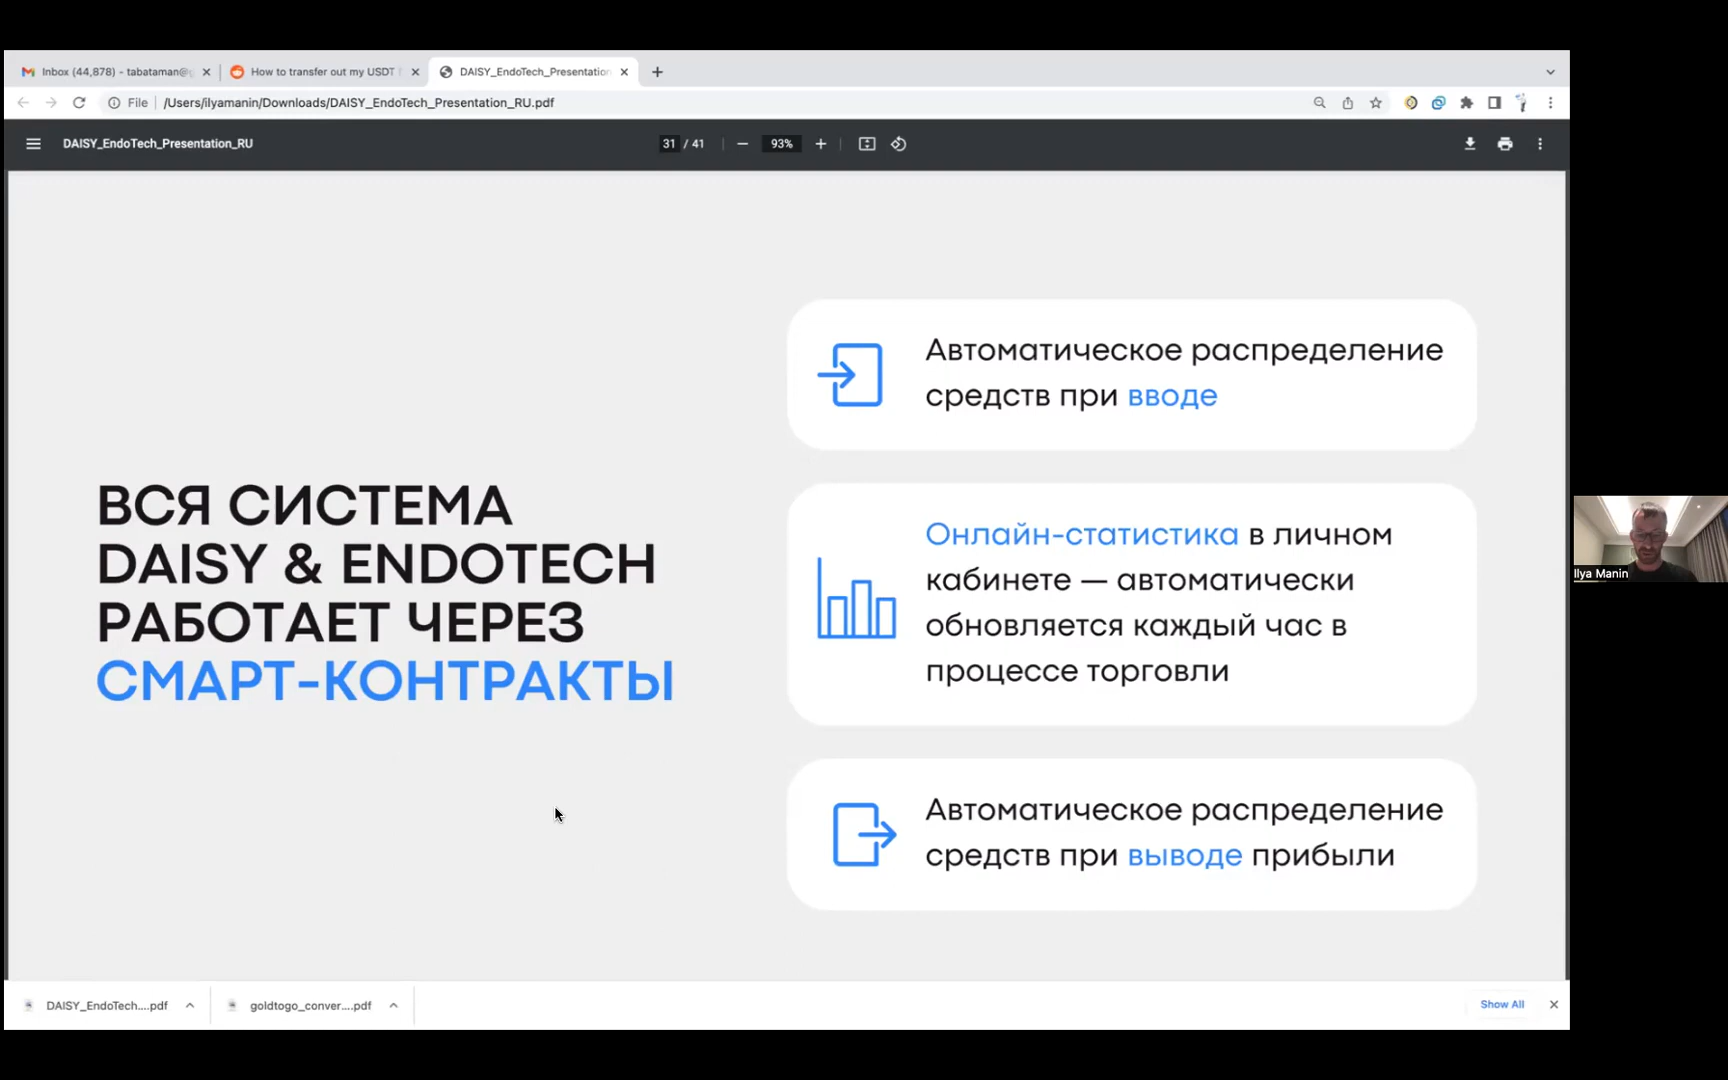 Inbox (44,878) - tabataman@
How to transfer out my USDT
DAISY_EndoTech_Presentation
File
/Users/ilyamanin/Downloads/DAISY_EndoTech_Presentation_RU.pdf
DAISY_EndoTech_Presentation_RU
31 / 41
93%
ВСЯ СИСТЕМА
DAISY & ENDOTECH
РАБОТАЕТ ЧЕРЕЗ
СМАРТ-КОНТРАКТЫ
Автоматическое распределение
средств при вводе
Онлайн-статистика в личном
кабинете — автоматически
обновляется каждый час в
процессе торговли
Автоматическое распределение
средств при выводе прибыли
Ilya Manin
DAISY_EndoTech....pdf
goldtogo_conver....pdf
Show All